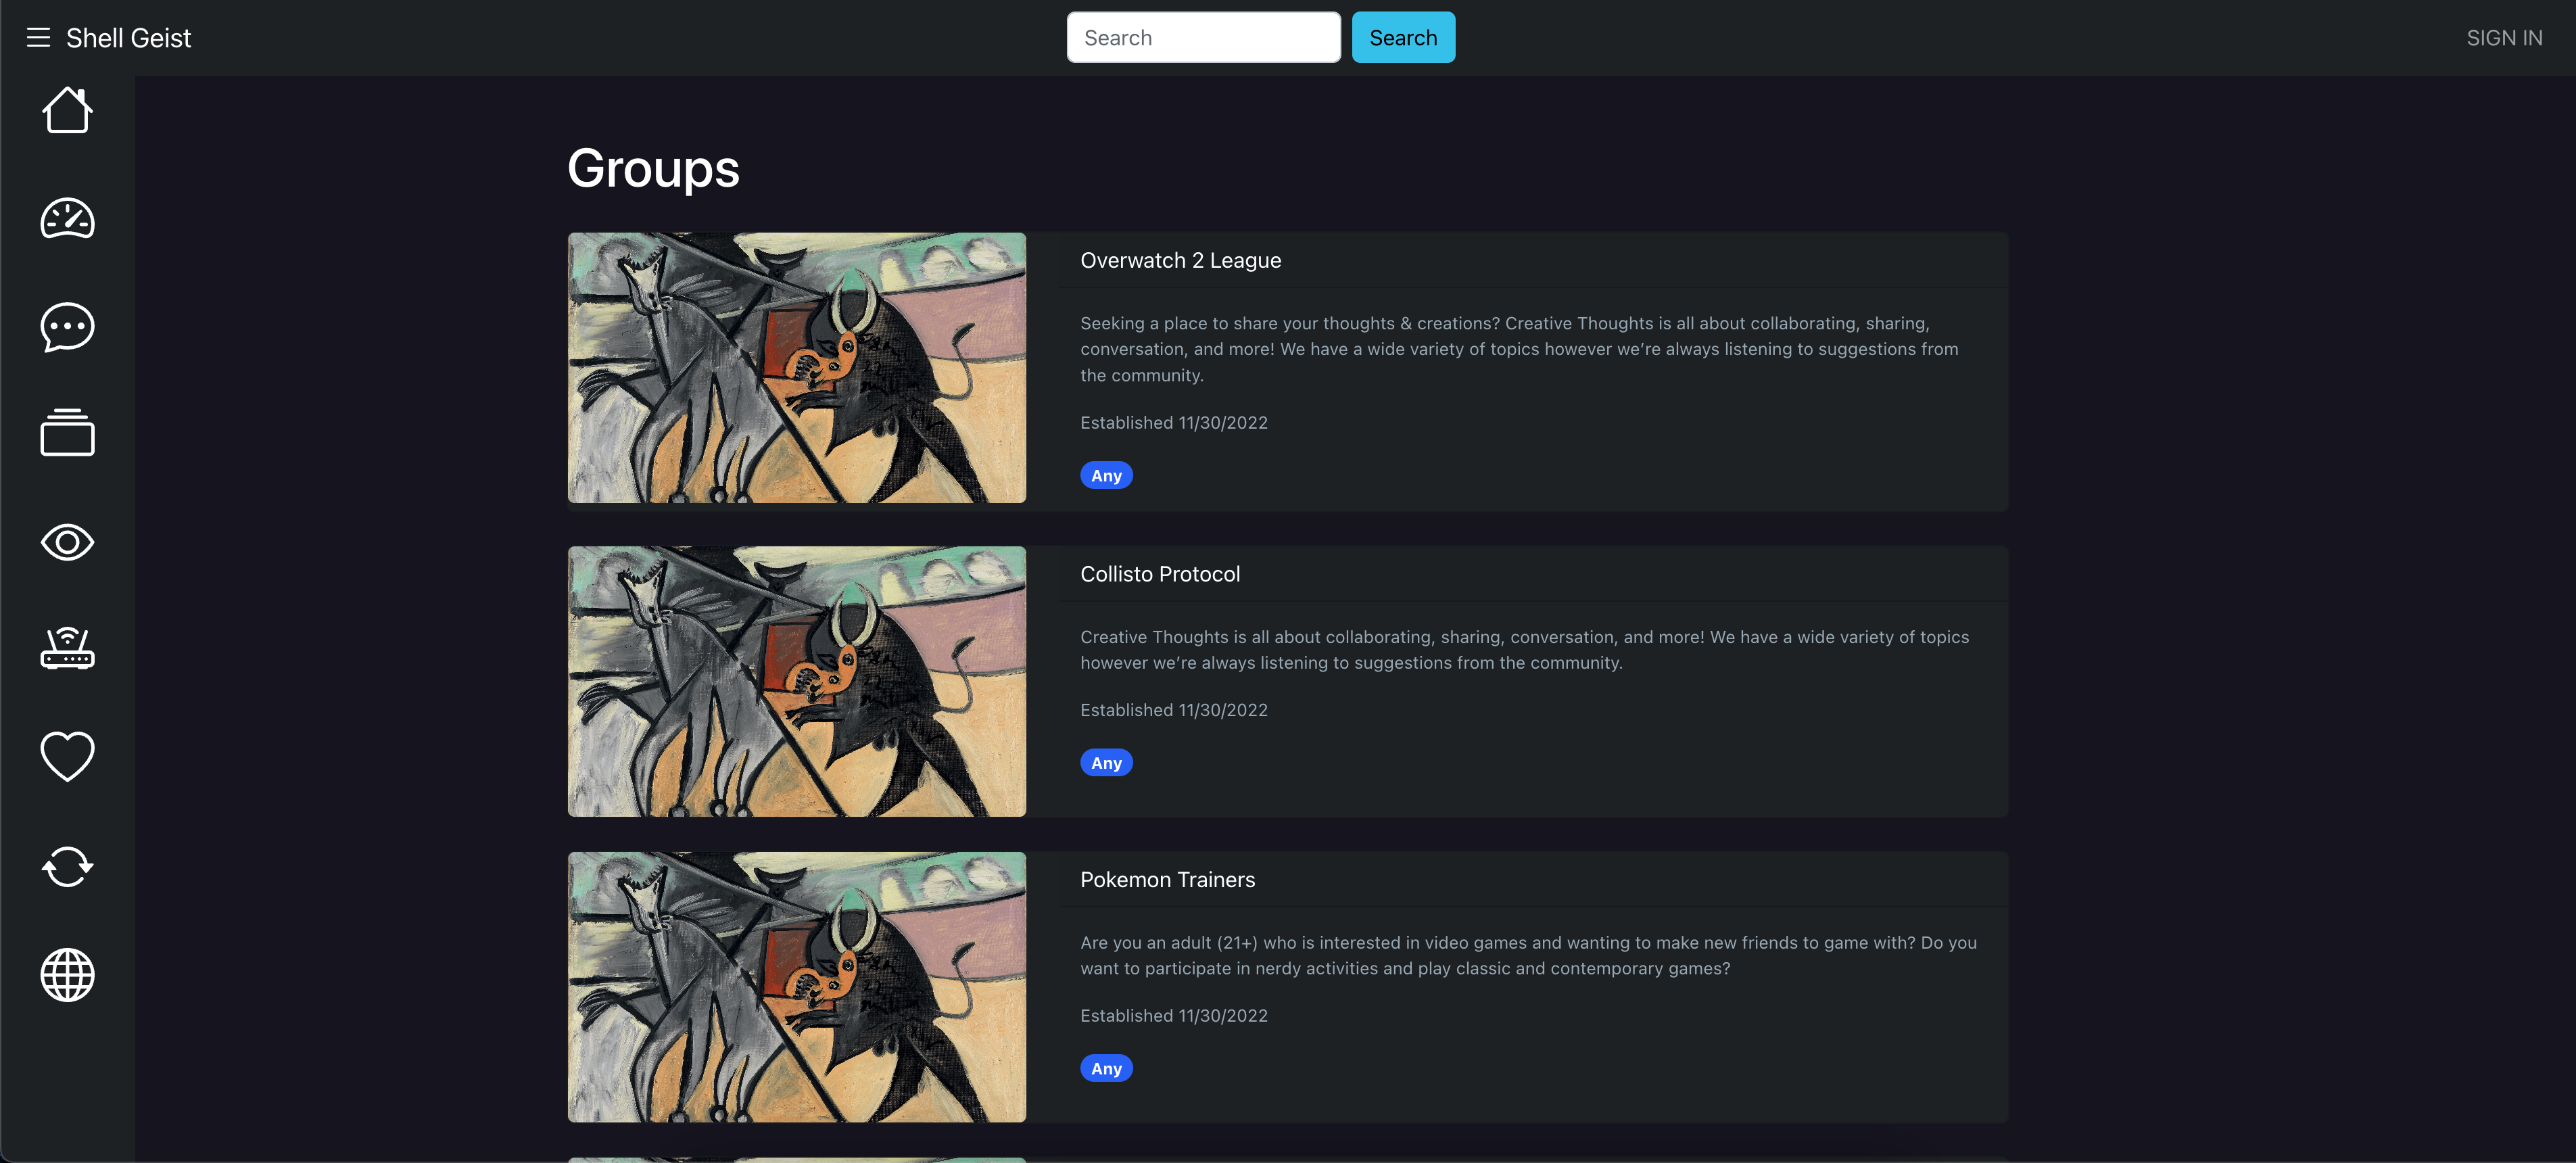 Shell Geist
Search
Search
SIGN IN
Groups
Overwatch 2 League
Seeking a place to share your thoughts & creations? Creative Thoughts is all about collaborating, sharing,
conversation, and more! We have a wide variety of topics however we’re always listening to suggestions from
the community.
Established 11/30/2022
Any
Collisto Protocol
Creative Thoughts is all about collaborating, sharing, conversation, and more! We have a wide variety of topics
however we’re always listening to suggestions from the community.
Established 11/30/2022
Any
Pokemon Trainers
Are you an adult (21+) who is interested in video games and wanting to make new friends to game with? Do you
want to participate in nerdy activities and play classic and contemporary games?
Established 11/30/2022
Any